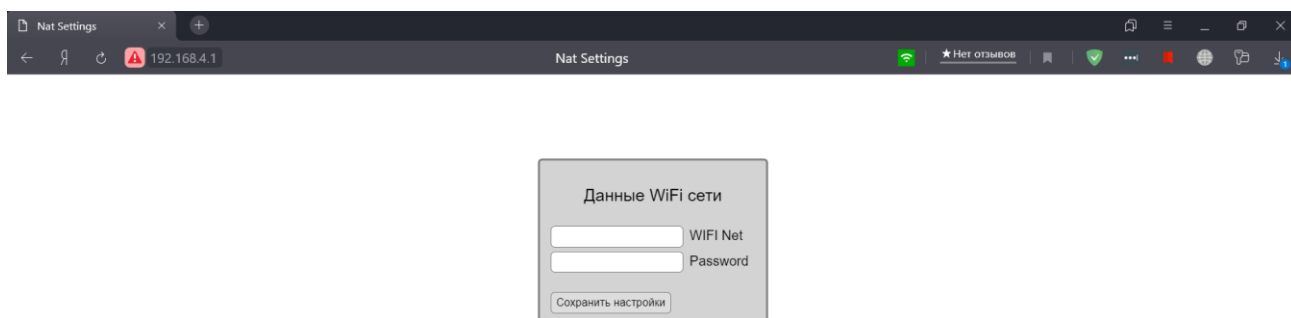 Nat Settings
192.168.4.1 Nat Settings ★Нет отзывов
Данные WiFi сети
WIFI Net
Password
Сохранить настройки